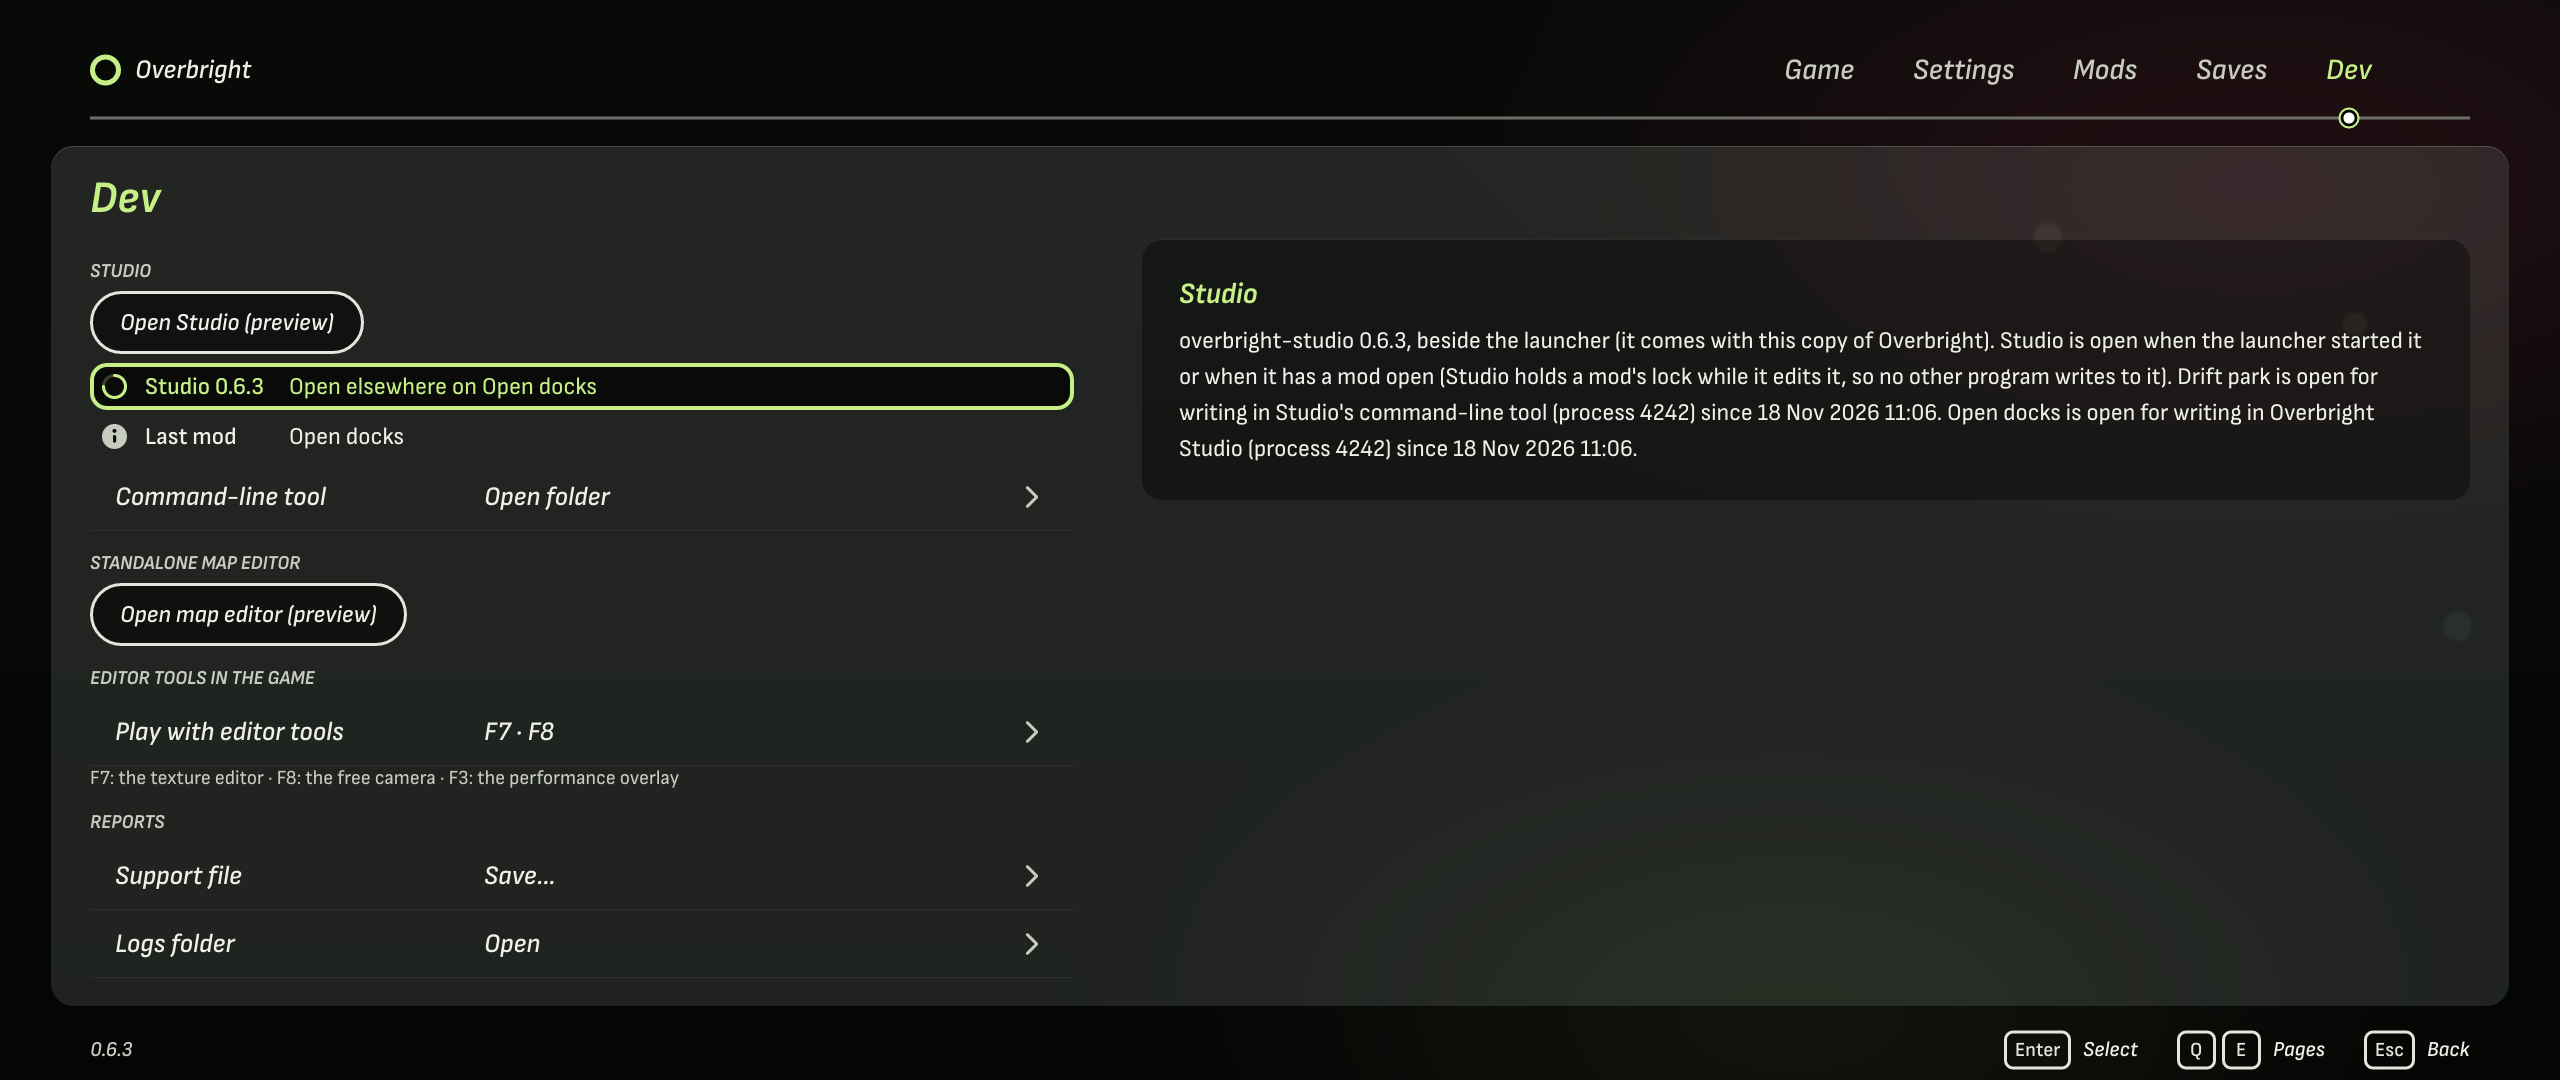 Overbright
Game Settings Mods Saves Dev
Dev
STUDIO
Open Studio (preview)
Studio 0.6.3 Open elsewhere on Open docks
Last mod Open docks
Command-line tool Open folder
STANDALONE MAP EDITOR
Open map editor (preview)
EDITOR TOOLS IN THE GAME
Play with editor tools F7 · F8
F7: the texture editor · F8: the free camera · F3: the performance overlay
REPORTS
Support file Save...
Logs folder Open
Studio
overbright-studio 0.6.3, beside the launcher (it comes with this copy of Overbright). Studio is open when the launcher started it
or when it has a mod open (Studio holds a mod's lock while it edits it, so no other program writes to it). Drift park is open for
writing in Studio's command-line tool (process 4242) since 18 Nov 2026 11:06. Open docks is open for writing in Overbright
Studio (process 4242) since 18 Nov 2026 11:06.
0.6.3
Enter Select Q E Pages Esc Back